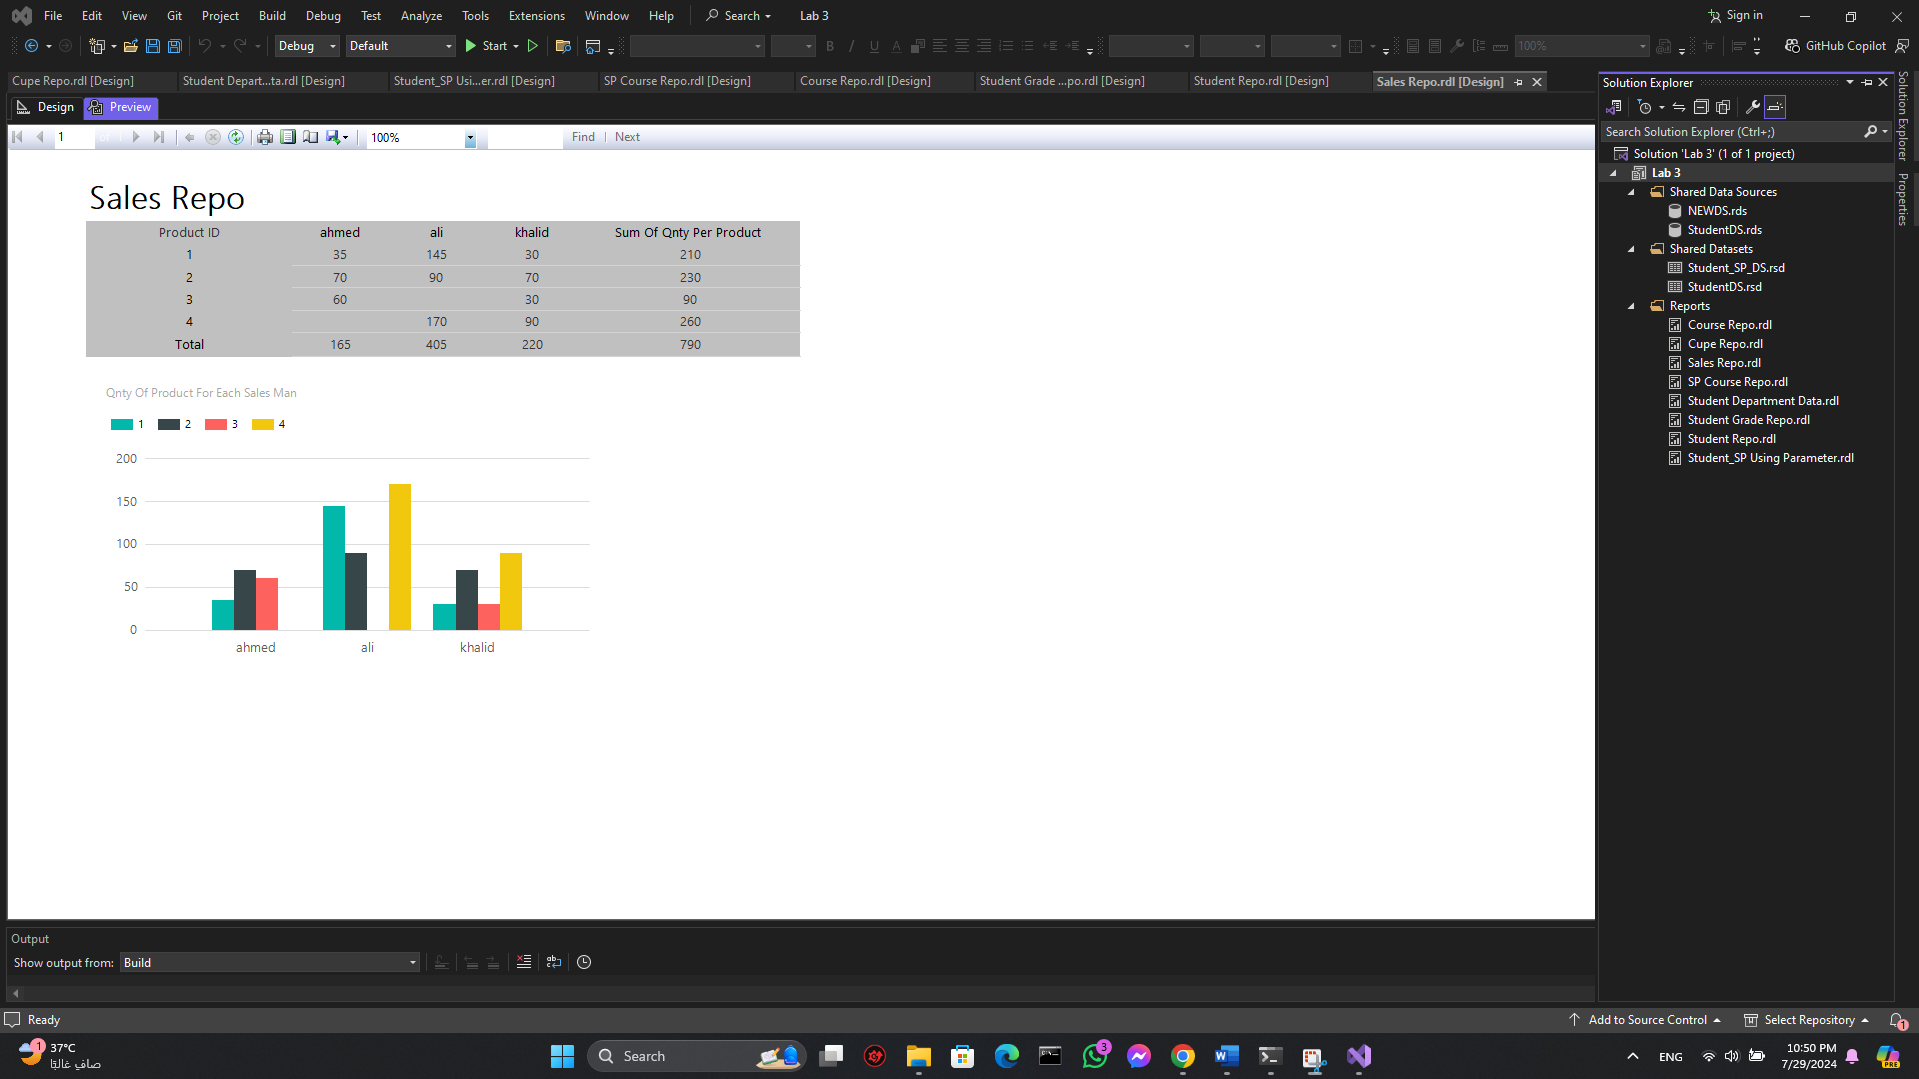 File Edit View Git Project Build Debug Test Analyze Tools Extensions Window Help Search Lab 3 Sign in
Debug Default Start 100% GitHub Copilot
Cupe Repo.rdl [Design] Student Depart...ta.rdl [Design] Student_SP Usi...er.rdl [Design] SP Course Repo.rdl [Design] Course Repo.rdl [Design] Student Grade ...po.rdl [Design] Student Repo.rdl [Design] Sales Repo.rdl [Design]
Design Preview
1 of 1 100% Find | Next
Sales Repo
Product ID ahmed ali khalid Sum Of Qnty Per Product
1 35 145 30 210
2 70 90 70 230
3 60 30 90
4 170 90 260
Total 165 405 220 790
Qnty Of Product For Each Sales Man
1 2 3 4
200
150
100
50
0
ahmed ali khalid
Solution Explorer
Search Solution Explorer (Ctrl+;)
Solution 'Lab 3' (1 of 1 project)
Lab 3
Shared Data Sources
NEWDS.rds
StudentDS.rds
Shared Datasets
Student_SP_DS.rsd
StudentDS.rsd
Reports
Course Repo.rdl
Cupe Repo.rdl
Sales Repo.rdl
SP Course Repo.rdl
Student Department Data.rdl
Student Grade Repo.rdl
Student Repo.rdl
Student_SP Using Parameter.rdl
Solution Explorer
Properties
Output
Show output from: Build
Ready Add to Source Control Select Repository 1
1 37°C
صافٍ غالبًا
Search 3 ENG
10:50 PM
7/29/2024
PRE